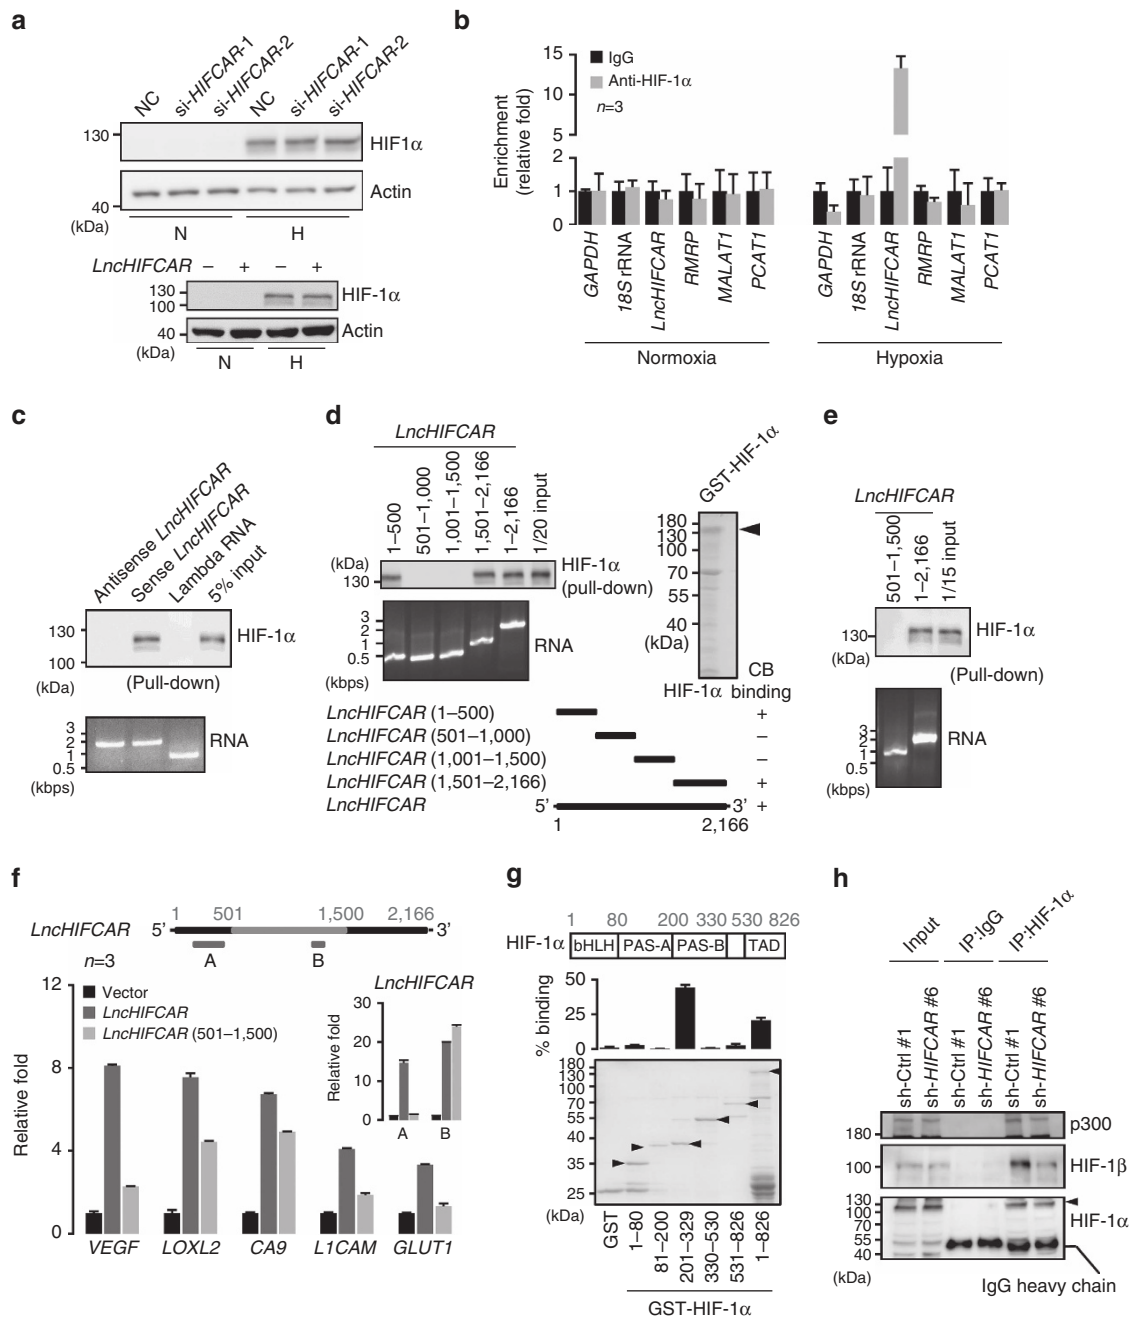 a
NC
si-HIFCAR-1
si-HIFCAR-2
NC
si-HIFCAR-1
si-HIFCAR-2
130
HIF1α
Actin
40
(kDa)
N
H
LncHIFCAR
– + – +
130
100
HIF-1α
40
Actin
(kDa)
N
H
b
Enrichment
(relative fold)
15
10
5
2
1
0
IgG
Anti-HIF-1α
n=3
GAPDH
18S rRNA
LncHIFCAR
RMRP
MALAT1
PCAT1
GAPDH
18S rRNA
LncHIFCAR
RMRP
MALAT1
PCAT1
Normoxia
Hypoxia
c
Antisense LncHIFCAR
Sense LncHIFCAR
Lambda RNA
5% input
130
HIF-1α
100
(kDa)
(Pull-down)
3
2
1
0.5
RNA
(kbps)
d
LncHIFCAR
1–500
501–1,000
1,001–1,500
1,501–2,166
1–2,166
1/20 input
(kDa)
130
HIF-1α
(pull-down)
3
2
1
0.5
RNA
(kbps)
GST-HIF-1α
180
130
100
70
55
40
(kDa)
CB
HIF-1α binding
LncHIFCAR (1–500)
+
LncHIFCAR (501–1,000)
–
LncHIFCAR (1,001–1,500)
–
LncHIFCAR (1,501–2,166)
+
LncHIFCAR
5’
3’
+
1
2,166
e
LncHIFCAR
501–1,500
1–2,166
1/15 input
130
HIF-1α
(kDa)
(Pull-down)
3
2
1
0.5
RNA
(kbps)
f
1
501
1,500
2,166
LncHIFCAR
5’
3’
A
B
n=3
Relative fold
12
8
4
0
Vector
LncHIFCAR
LncHIFCAR (501–1,500)
VEGF
LOXL2
CA9
L1CAM
GLUT1
LncHIFCAR
Relative fold
30
20
10
0
A
B
g
1 80 200 330 530 826
HIF-1α
bHLH
PAS-A
PAS-B
TAD
% binding
50
25
0
180
130
100
70
55
40
35
25
(kDa)
GST
1–80
81–200
201–329
330–530
531–826
1–826
GST-HIF-1α
h
Input
IP:IgG
IP:HIF-1α
sh-Ctrl #1
sh-HIFCAR #6
sh-Ctrl #1
sh-HIFCAR #6
sh-Ctrl #1
sh-HIFCAR #6
180
p300
100
HIF-1β
130
100
70
55
40
HIF-1α
(kDa)
IgG heavy chain